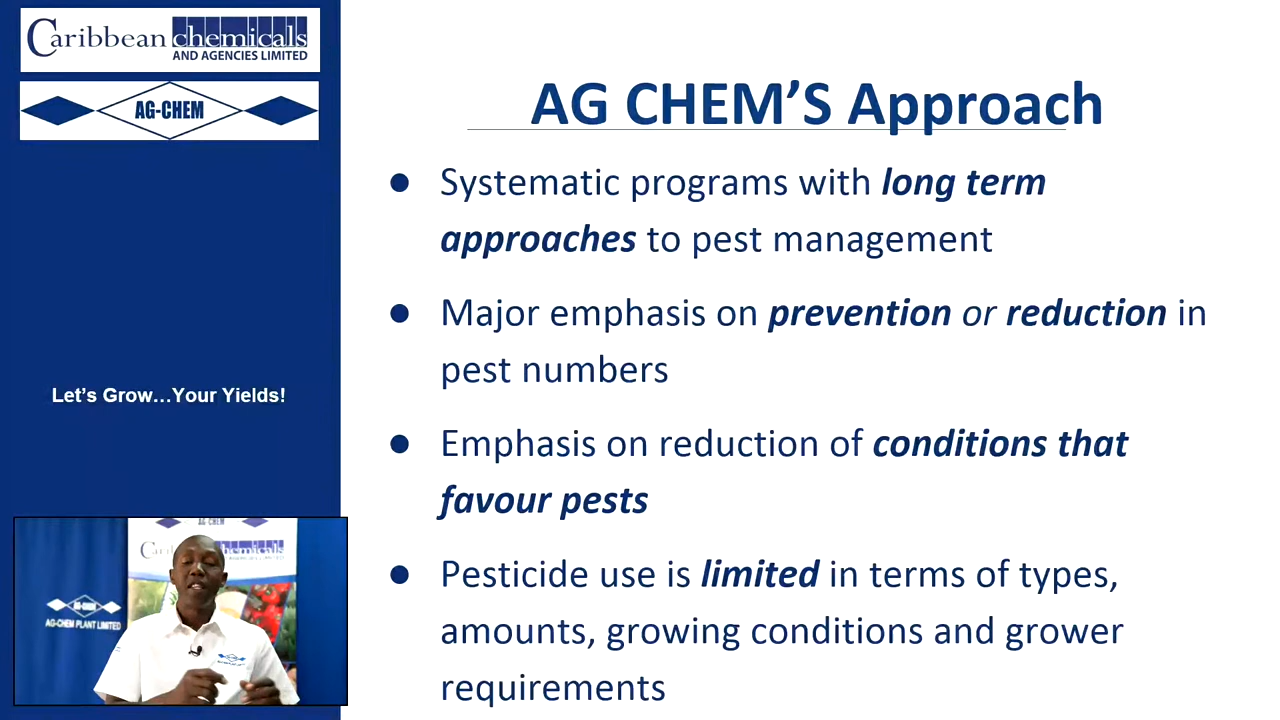 Caribbean chemicals
AND AGENCIES LIMITED
AG-CHEM
Let's Grow...Your Yields!
AG CHEM'S Approach
● Systematic programs with long term
approaches to pest management
● Major emphasis on prevention or reduction in
pest numbers
● Emphasis on reduction of conditions that
favour pests
● Pesticide use is limited in terms of types,
amounts, growing conditions and grower
requirements
AG-CHEM
AG-CHEM PLANT LIMITED